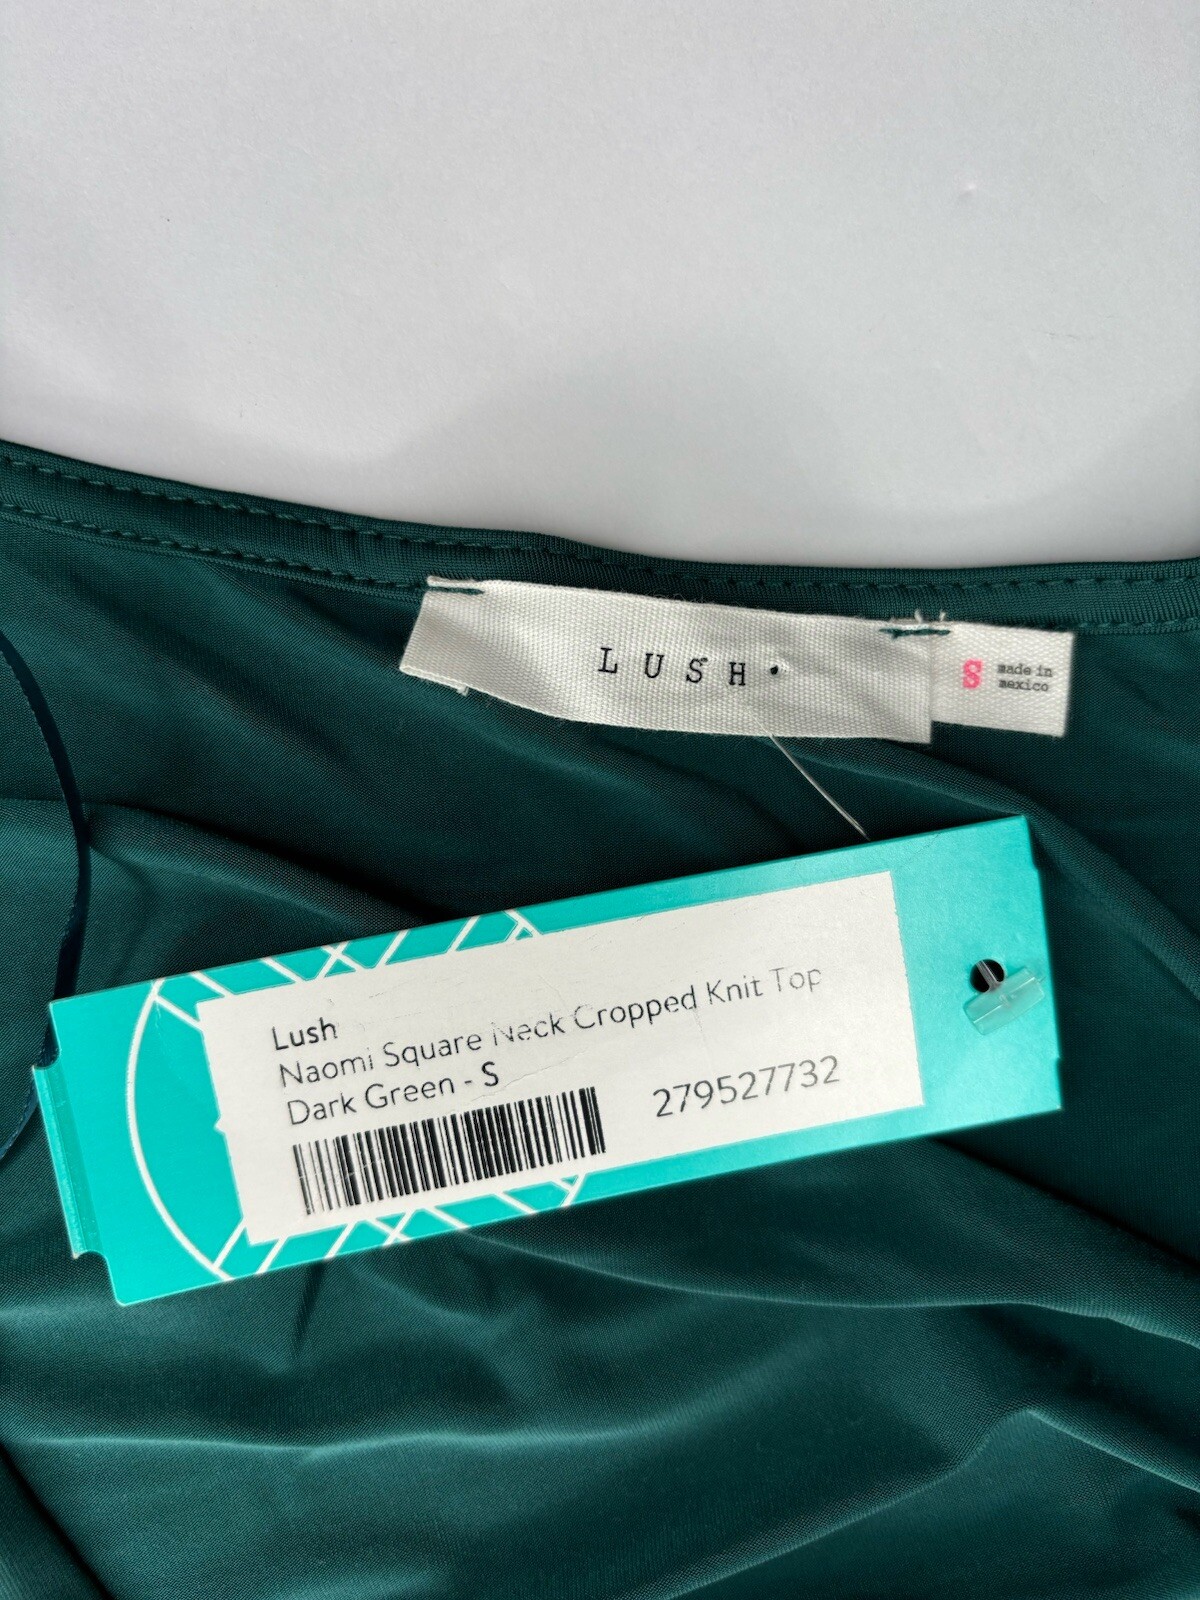 LUSH
S
made in
mexico
Lush
Naomi Square Neck Cropped Knit Top
Dark Green - S
279527732